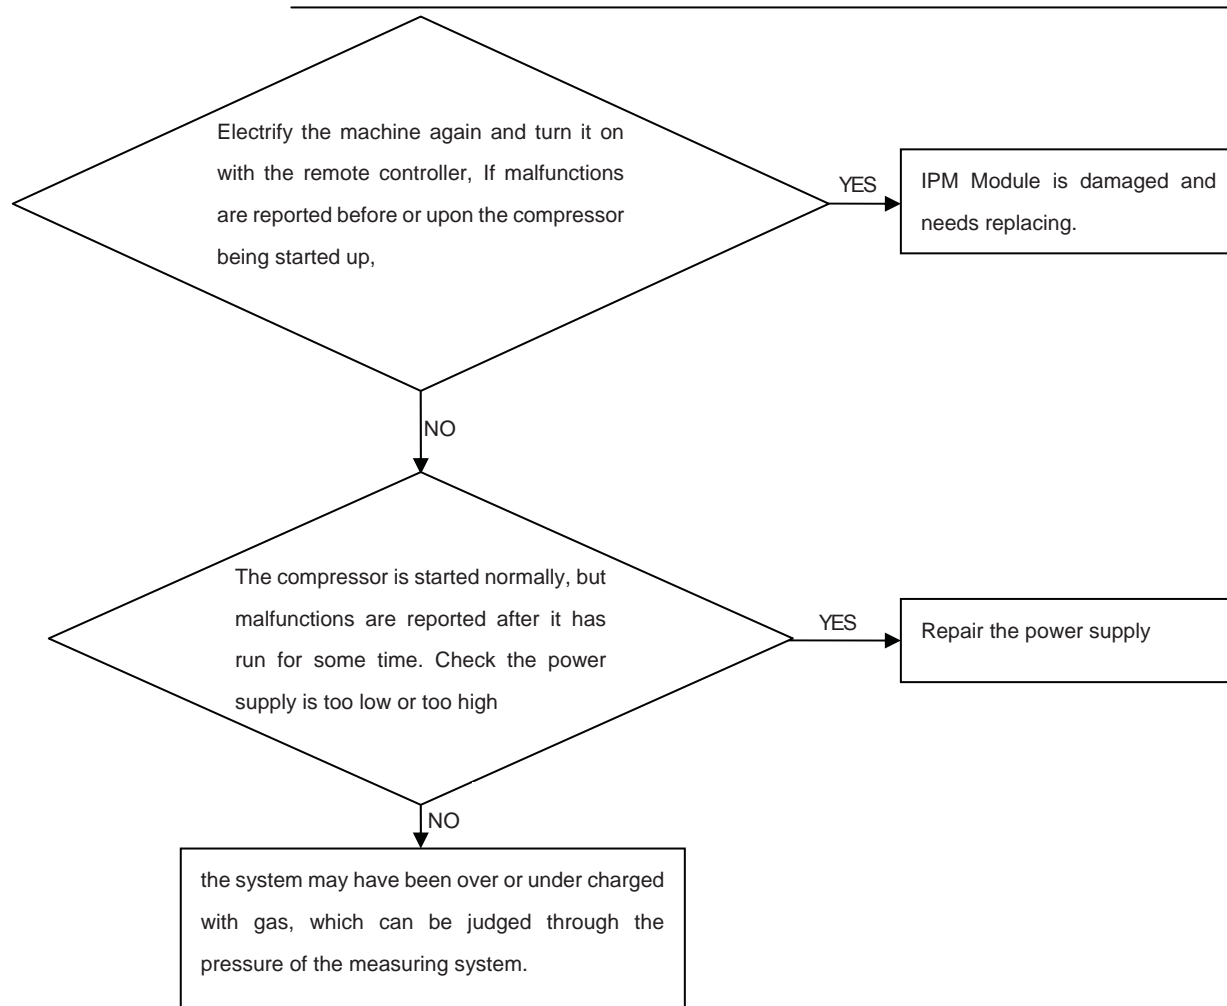 Electrify the machine again and turn it on
with the remote controller, If malfunctions
are reported before or upon the compressor
being started up,
YES
IPM Module is damaged and
needs replacing.
NO
The compressor is started normally, but
malfunctions are reported after it has
run for some time. Check the power
supply is too low or too high
YES
Repair the power supply
NO
the system may have been over or under charged
with gas, which can be judged through the
pressure of the measuring system.